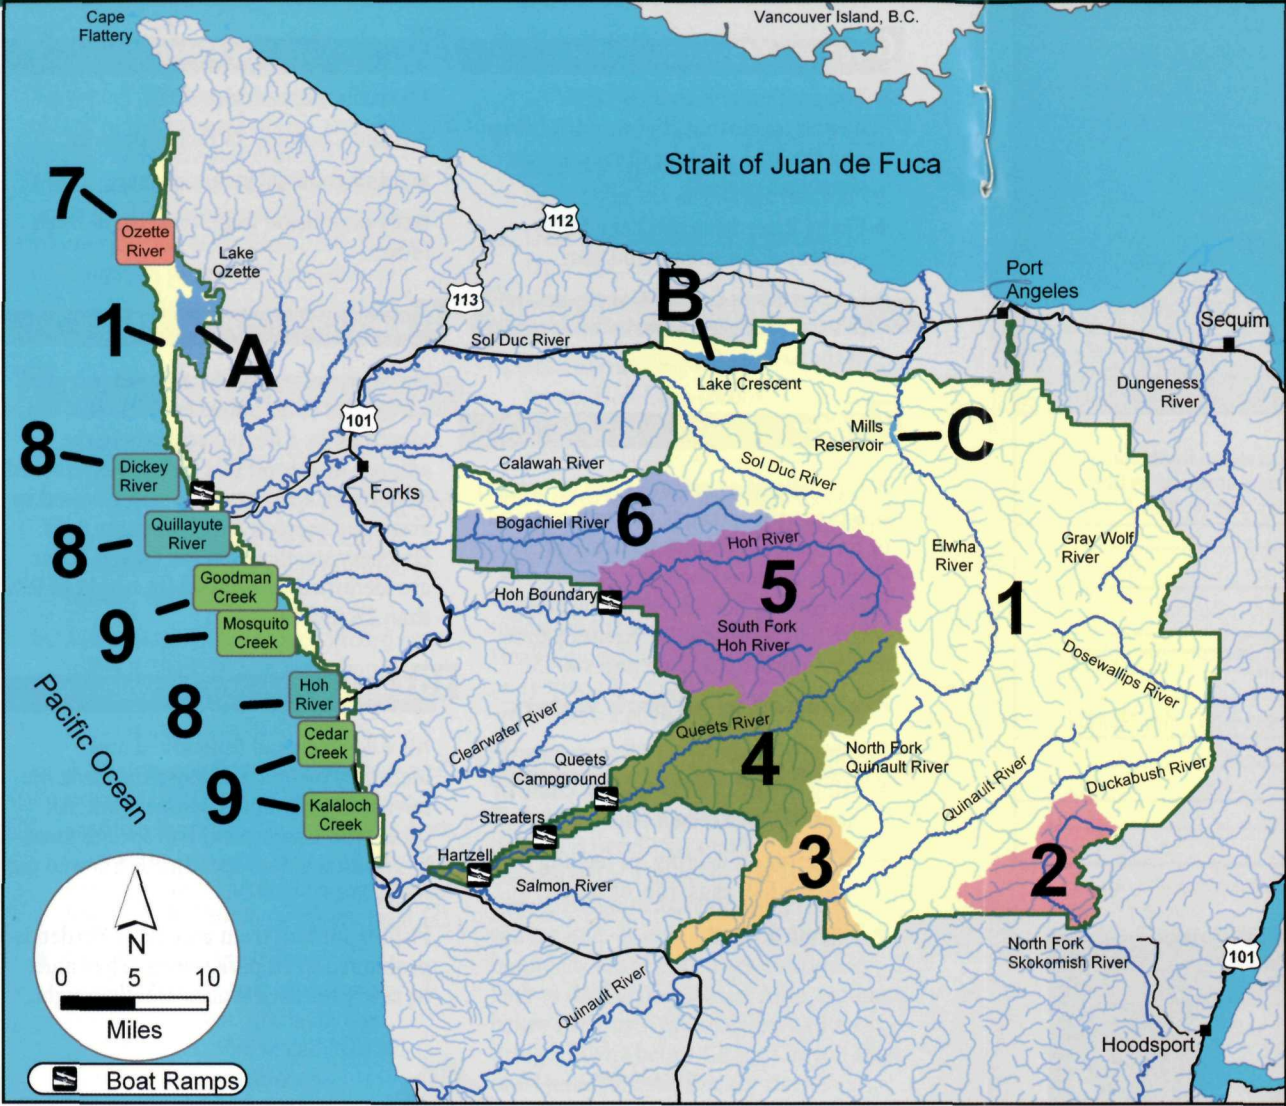 Cape
Flattery
Vancouver Island, B.C.
Strait of Juan de Fuca
7
Ozette
River
Lake
Ozette
112
113
1
A
B
Port
Angeles
Sequim
Sol Duc River
Lake Crescent
Dungeness
River
101
Mills
Reservoir
C
8
Dickey
River
Forks
Calawah River
Sol Duc River
8
Quillayute
River
Bogachiel River
6
Hoh River
Elwha
River
Gray Wolf
River
Goodman
Creek
9
Mosquito
Creek
Hoh Boundary
5
1
South Fork
Hoh River
Dosewallips River
Pacific Ocean
8
Hoh
River
Clearwater River
Queets River
North Fork
Quinault River
Cedar
Creek
9
Kalaloch
Creek
Queets
Campground
4
Quinault River
Duckabush River
Streaters
Hartzell
Salmon River
3
2
N
0 5 10
Miles
Boat Ramps
Quinault River
North Fork
Skokomish River
101
Hoodsport